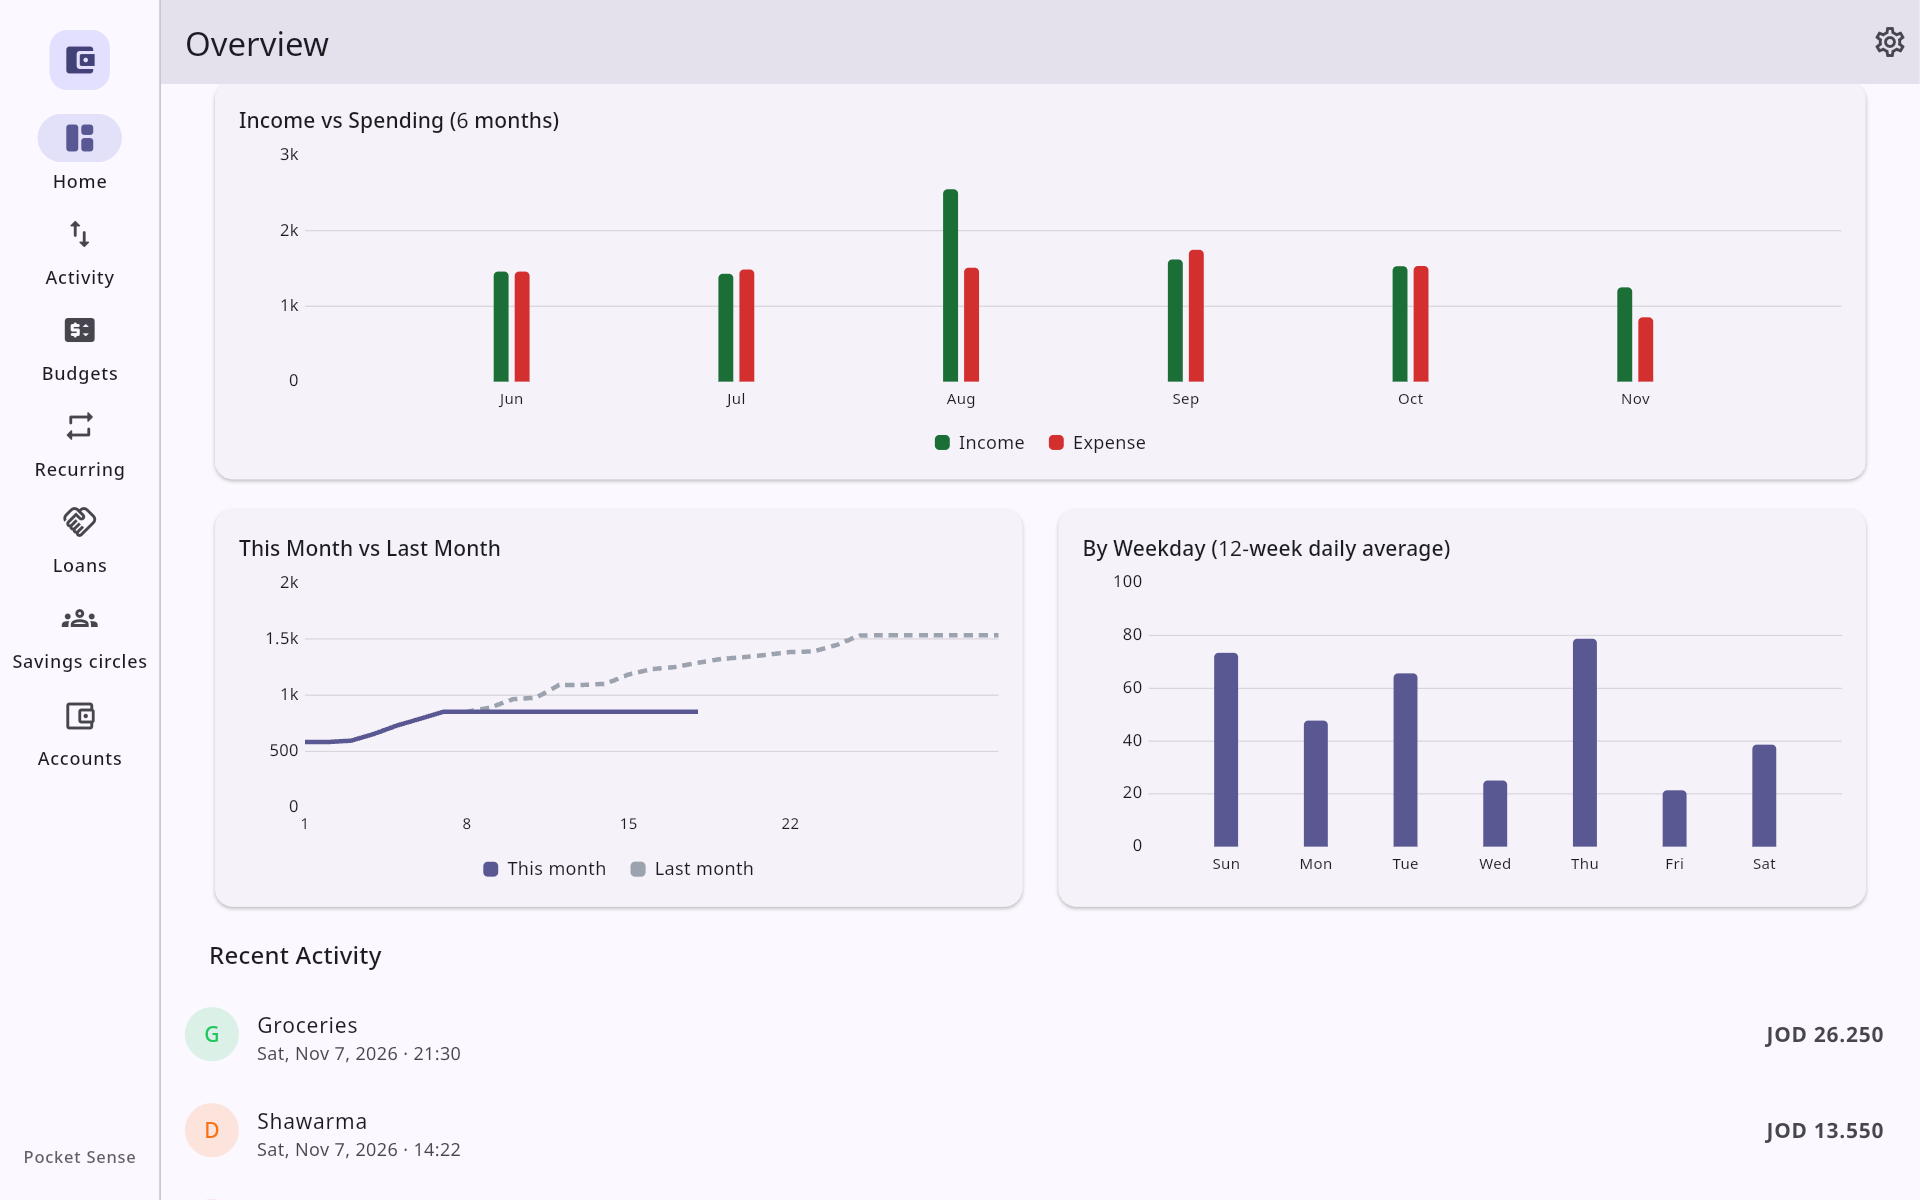 Overview
Home
Activity
Budgets
Recurring
Loans
Savings circles
Accounts
Pocket Sense
Income vs Spending (6 months)
3k
2k
1k
0
Jun Jul Aug Sep Oct Nov
Income Expense
This Month vs Last Month
2k
1.5k
1k
500
0
1 8 15 22
This month Last month
By Weekday (12-week daily average)
100
80
60
40
20
0
Sun Mon Tue Wed Thu Fri Sat
Recent Activity
G
Groceries
Sat, Nov 7, 2026 · 21:30
JOD 26.250
D
Shawarma
Sat, Nov 7, 2026 · 14:22
JOD 13.550